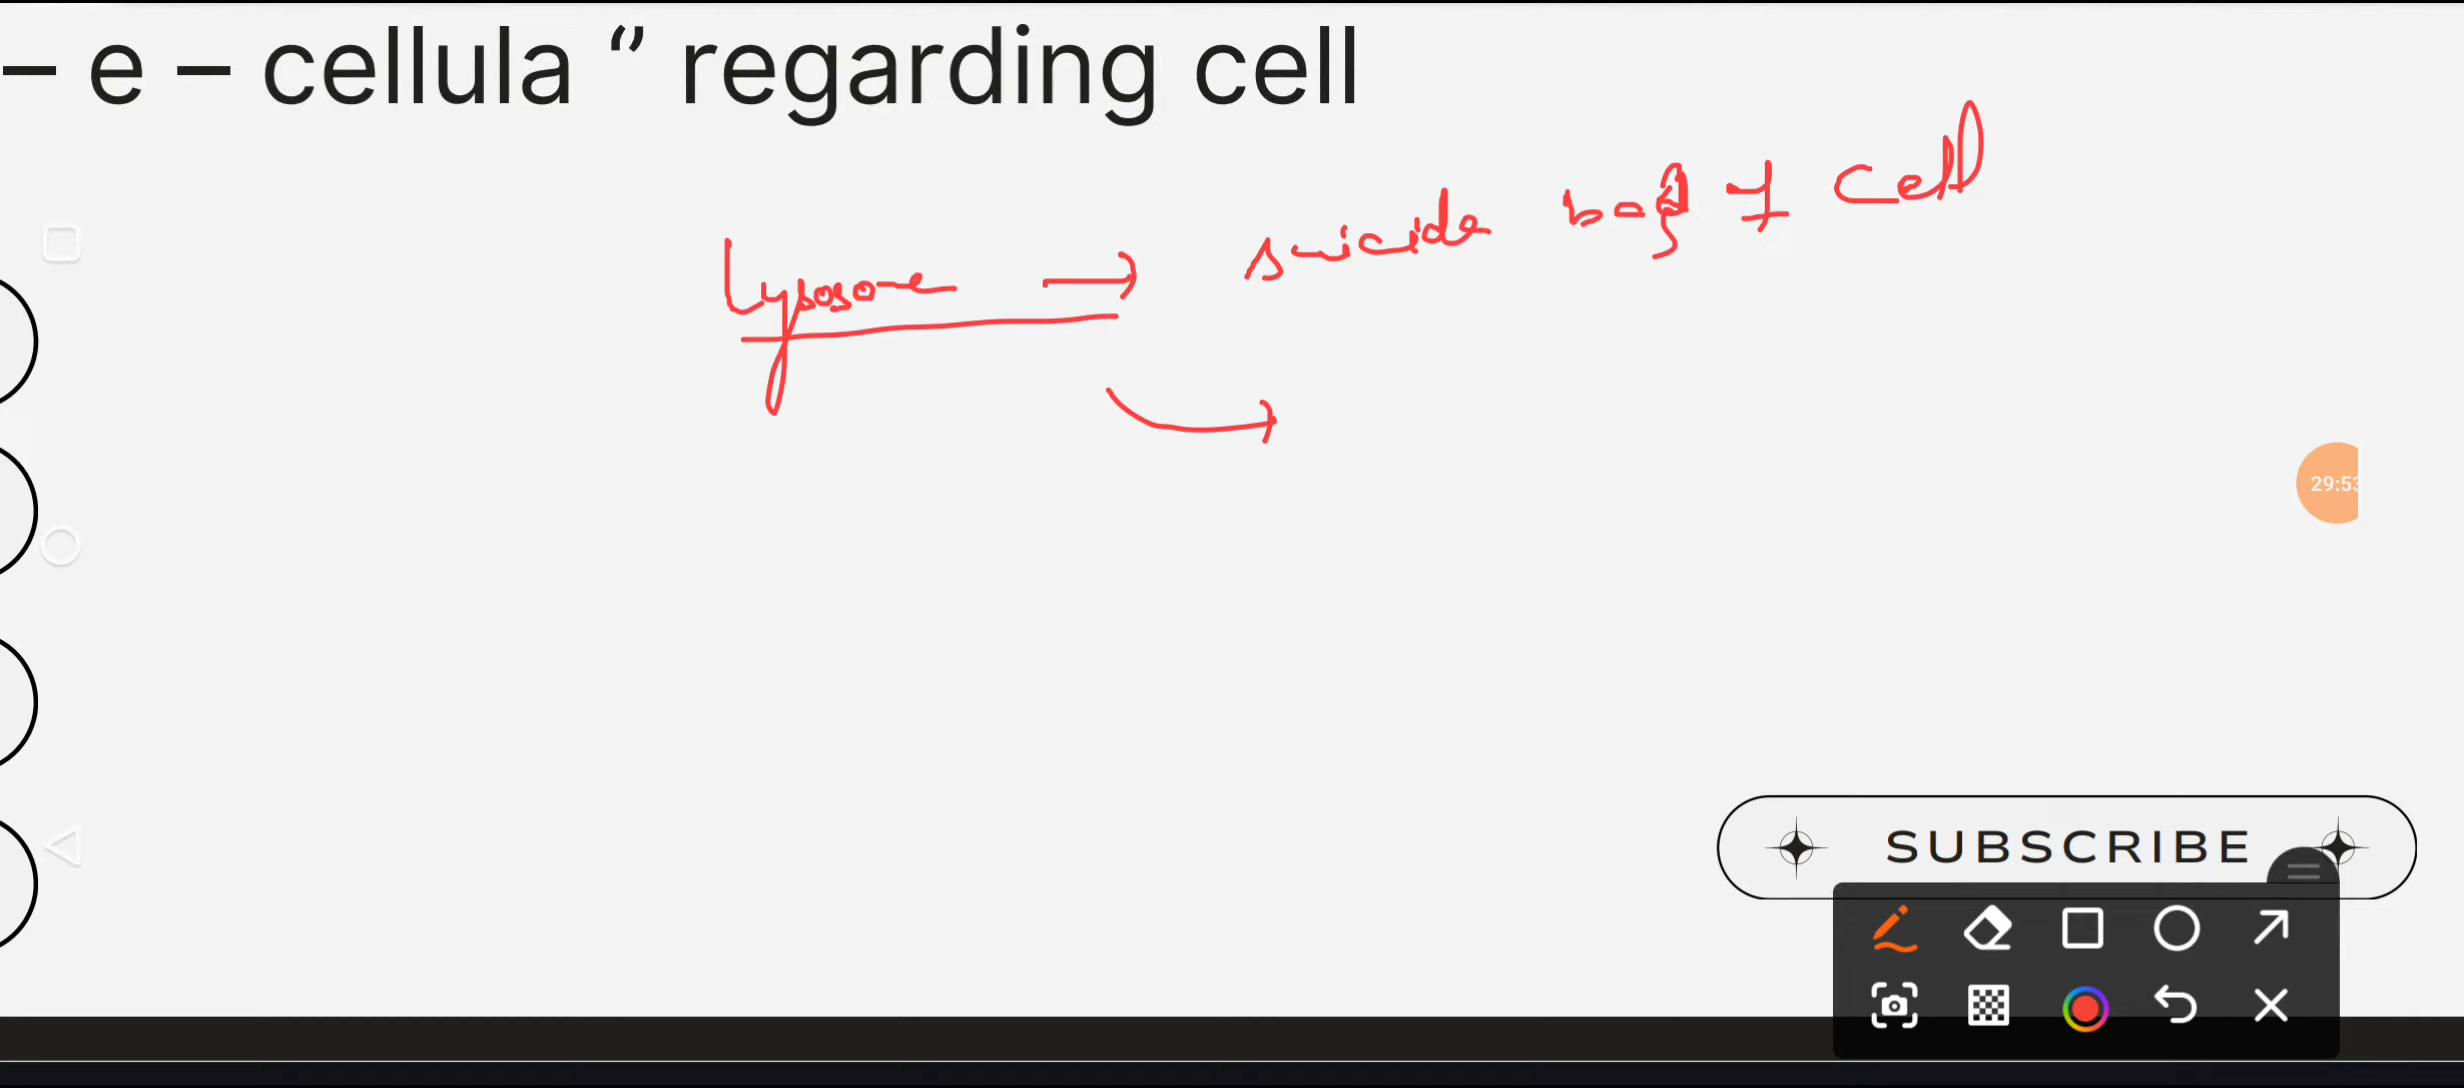 – e – cellula “ regarding cell
Lysosome → suicide bag of cell
29:53
SUBSCRIBE